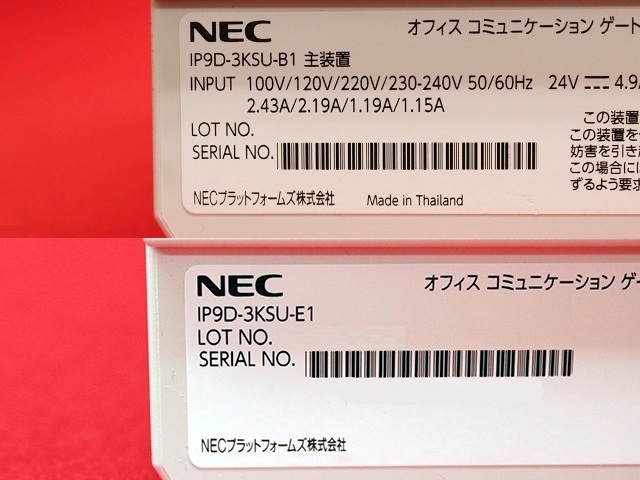 NEC オフィス コミュニケーション ゲート
IP9D-3KSU-B1 主装置
INPUT 100V/120V/220V/230-240V 50/60Hz 24V ⎓ 4.9A
2.43A/2.19A/1.19A/1.15A
LOT NO.
SERIAL NO.
この装置
この装置を
妨害を引き
この場合に
ずるよう要求
NECプラットフォームズ株式会社 Made in Thailand
NEC オフィス コミュニケーション ゲー
IP9D-3KSU-E1
LOT NO.
SERIAL NO.
NECプラットフォームズ株式会社